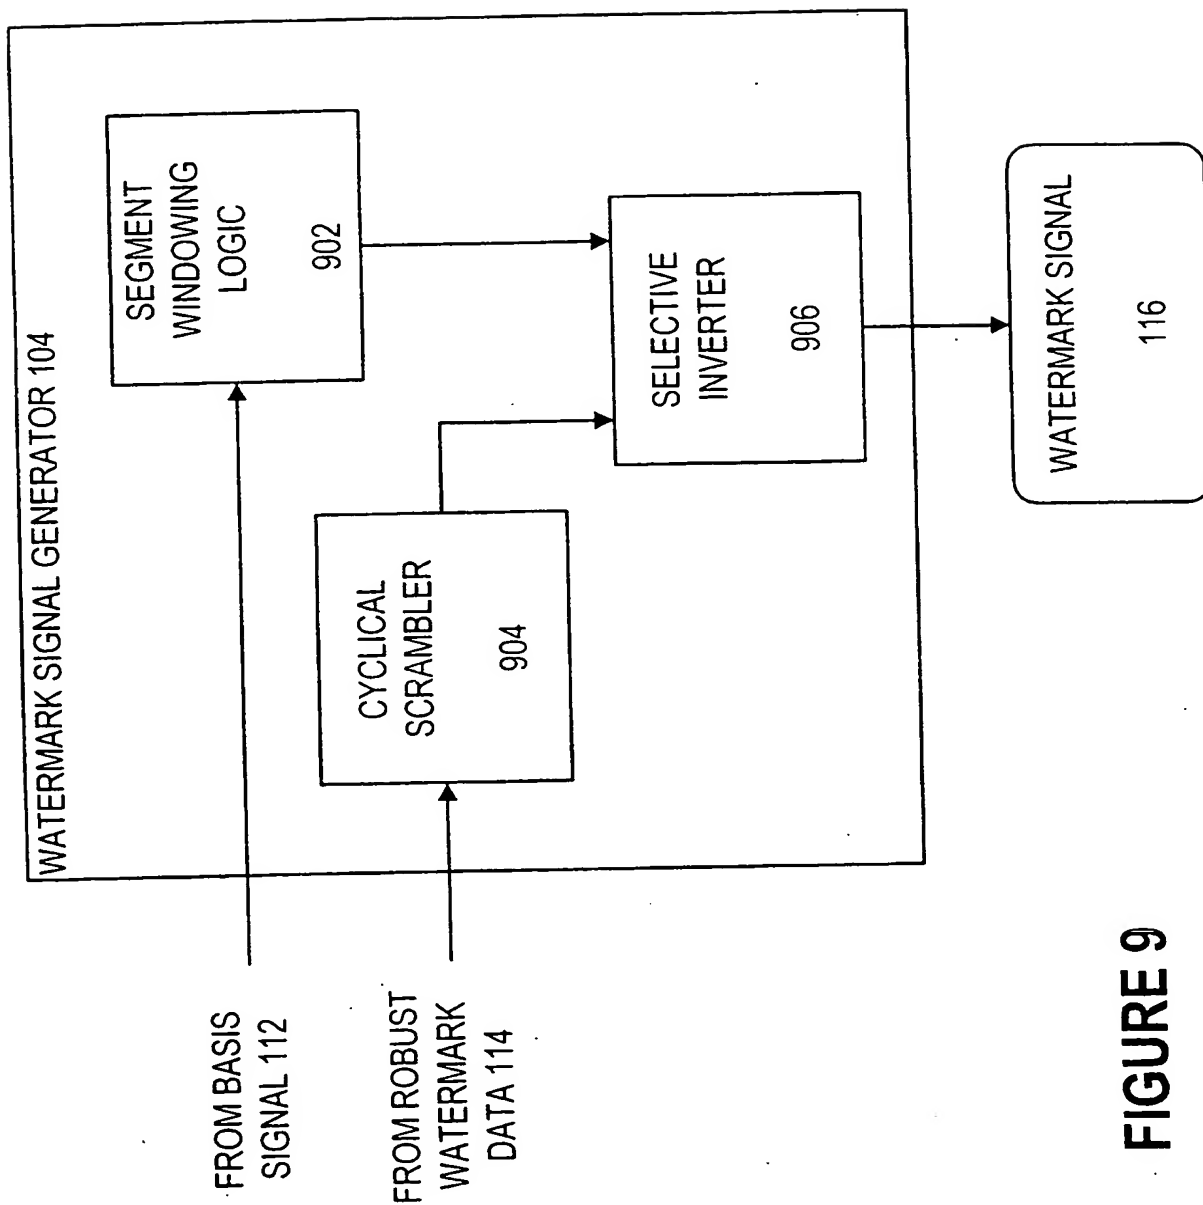 WATERMARK SIGNAL GENERATOR 104
SEGMENT
WINDOWING
LOGIC
902
FROM BASIS
SIGNAL 112
CYCLICAL
SCRAMBLER
904
FROM ROBUST
WATERMARK
DATA 114
SELECTIVE
INVERTER
906
WATERMARK SIGNAL
116
FIGURE 9